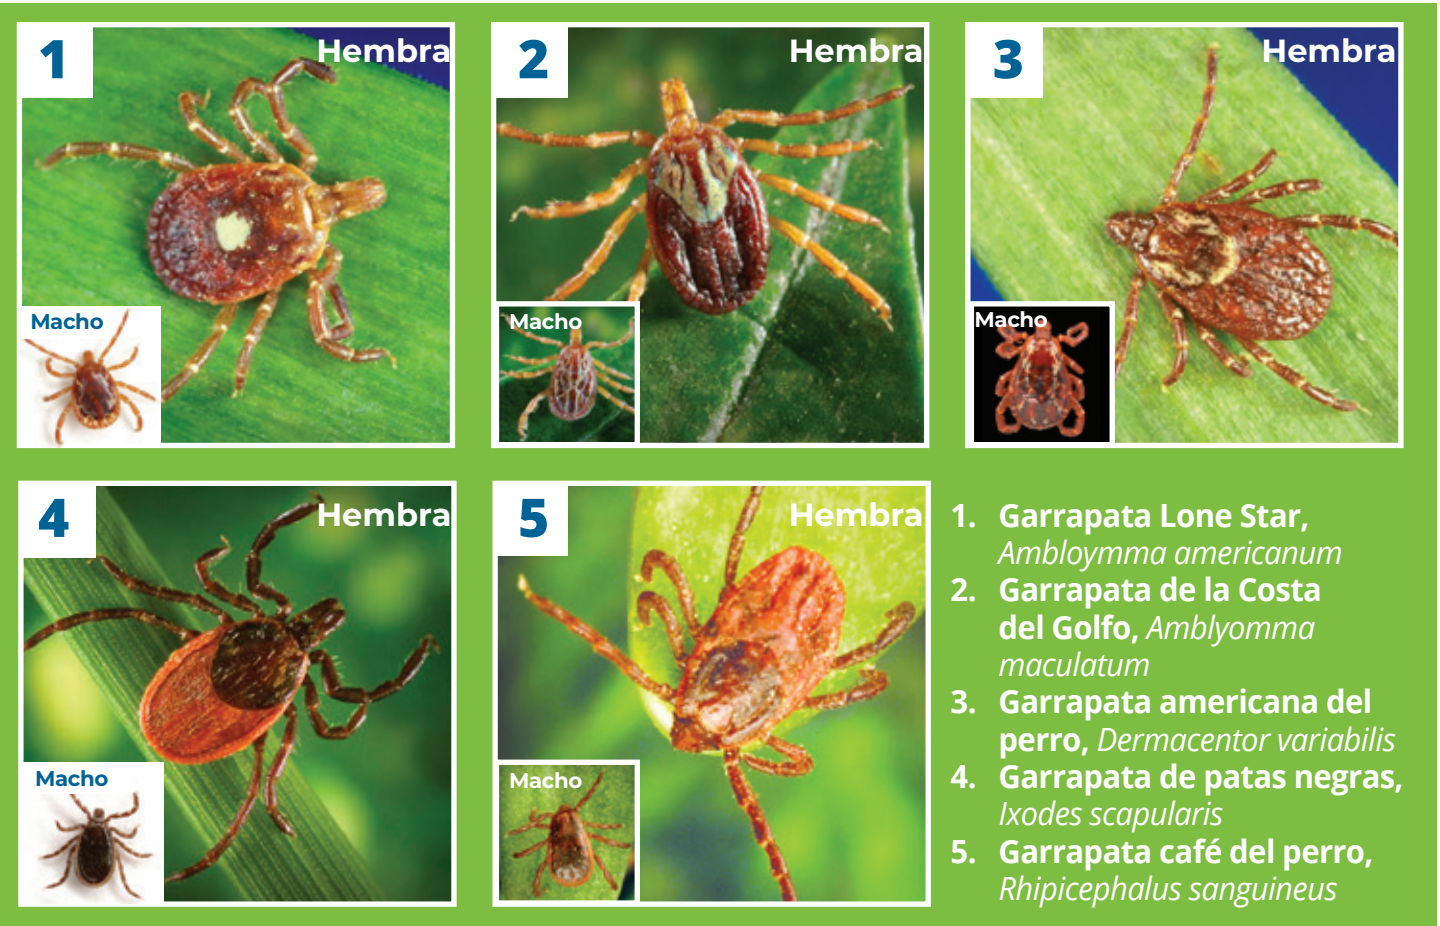 1
Hembra
Macho
2
Hembra
Macho
3
Hembra
Macho
4
Hembra
Macho
5
Hembra
Macho
1. Garrapata Lone Star,
Ambloymma americanum
2. Garrapata de la Costa
del Golfo, Amblyomma
maculatum
3. Garrapata americana del
perro, Dermacentor variabilis
4. Garrapata de patas negras,
Ixodes scapularis
5. Garrapata café del perro,
Rhipicephalus sanguineus